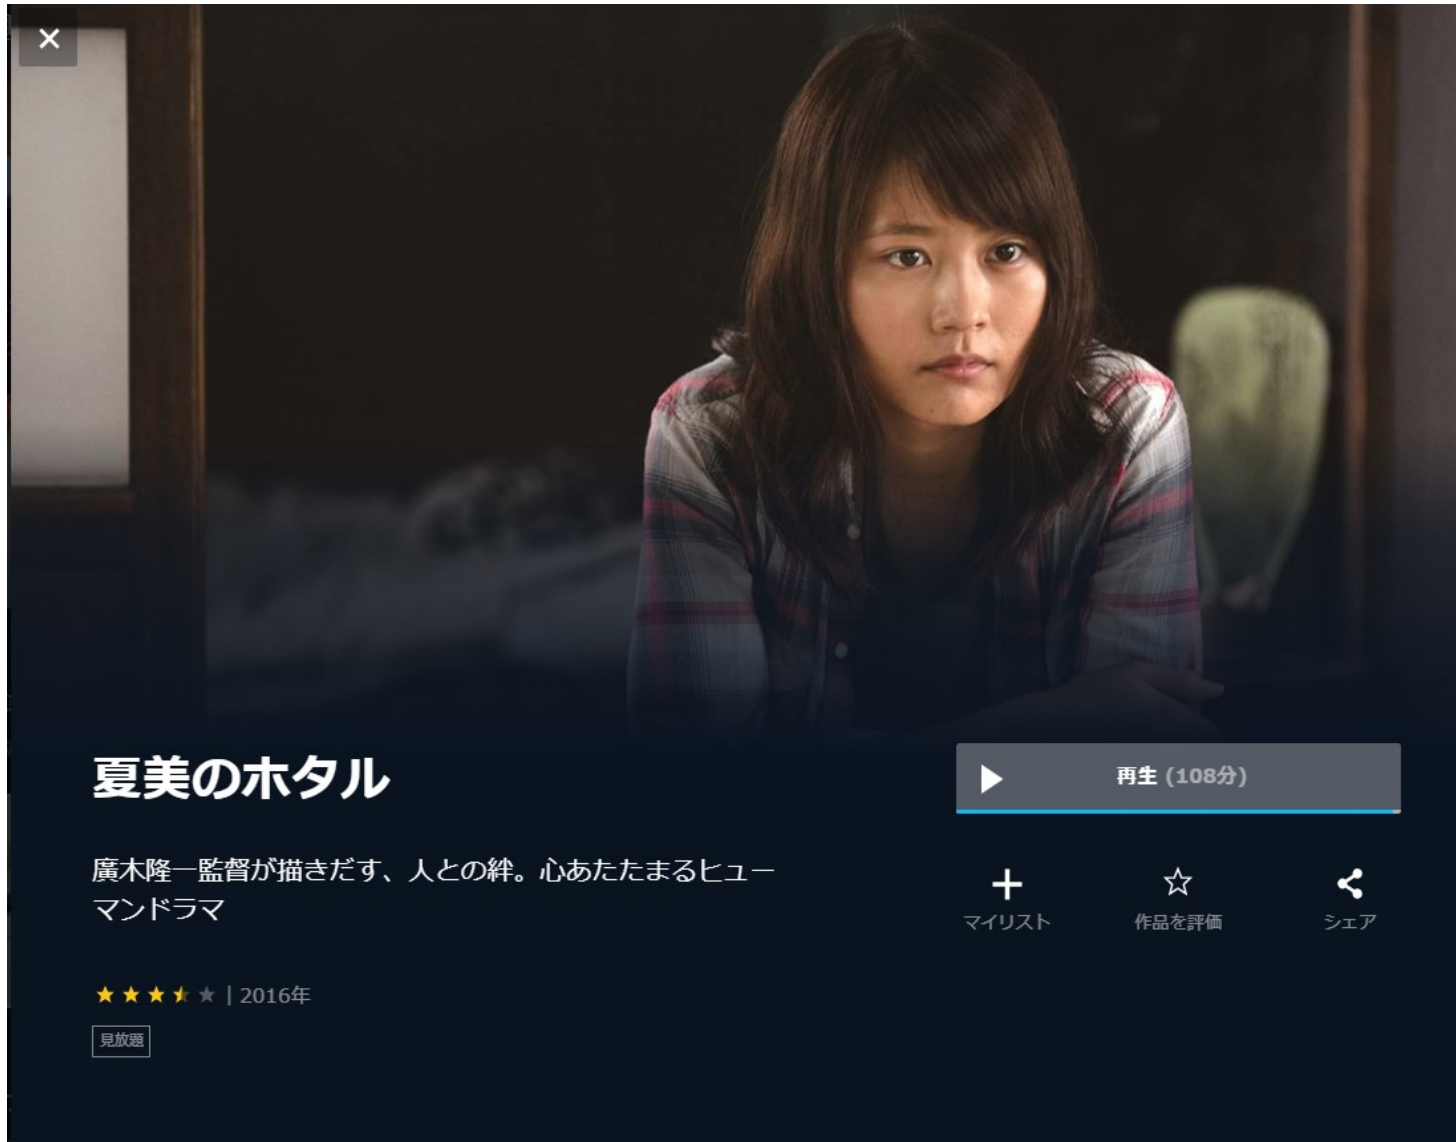 夏美のホタル
再生 (108分)
廣木隆一監督が描きだす、人との絆。心あたたまるヒュー
マンドラマ
マイリスト
作品を評価
シェア
| 2016年
見放題